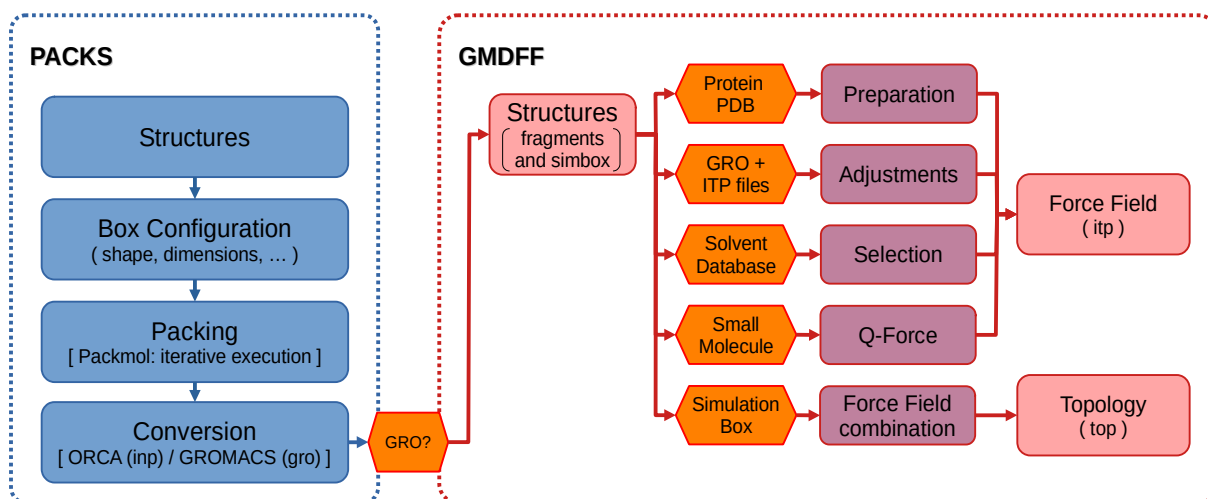 PACKS
Structures
Box Configuration
( shape, dimensions, … )
Packing
[ Packmol: iterative execution ]
Conversion
[ ORCA (inp) / GROMACS (gro) ]
GRO?
GMDFF
Structures
fragments
and simbox
Protein
PDB
Preparation
GRO +
ITP files
Adjustments
Solvent
Database
Selection
Small
Molecule
Q-Force
Simulation
Box
Force Field
combination
Force Field
( itp )
Topology
( top )